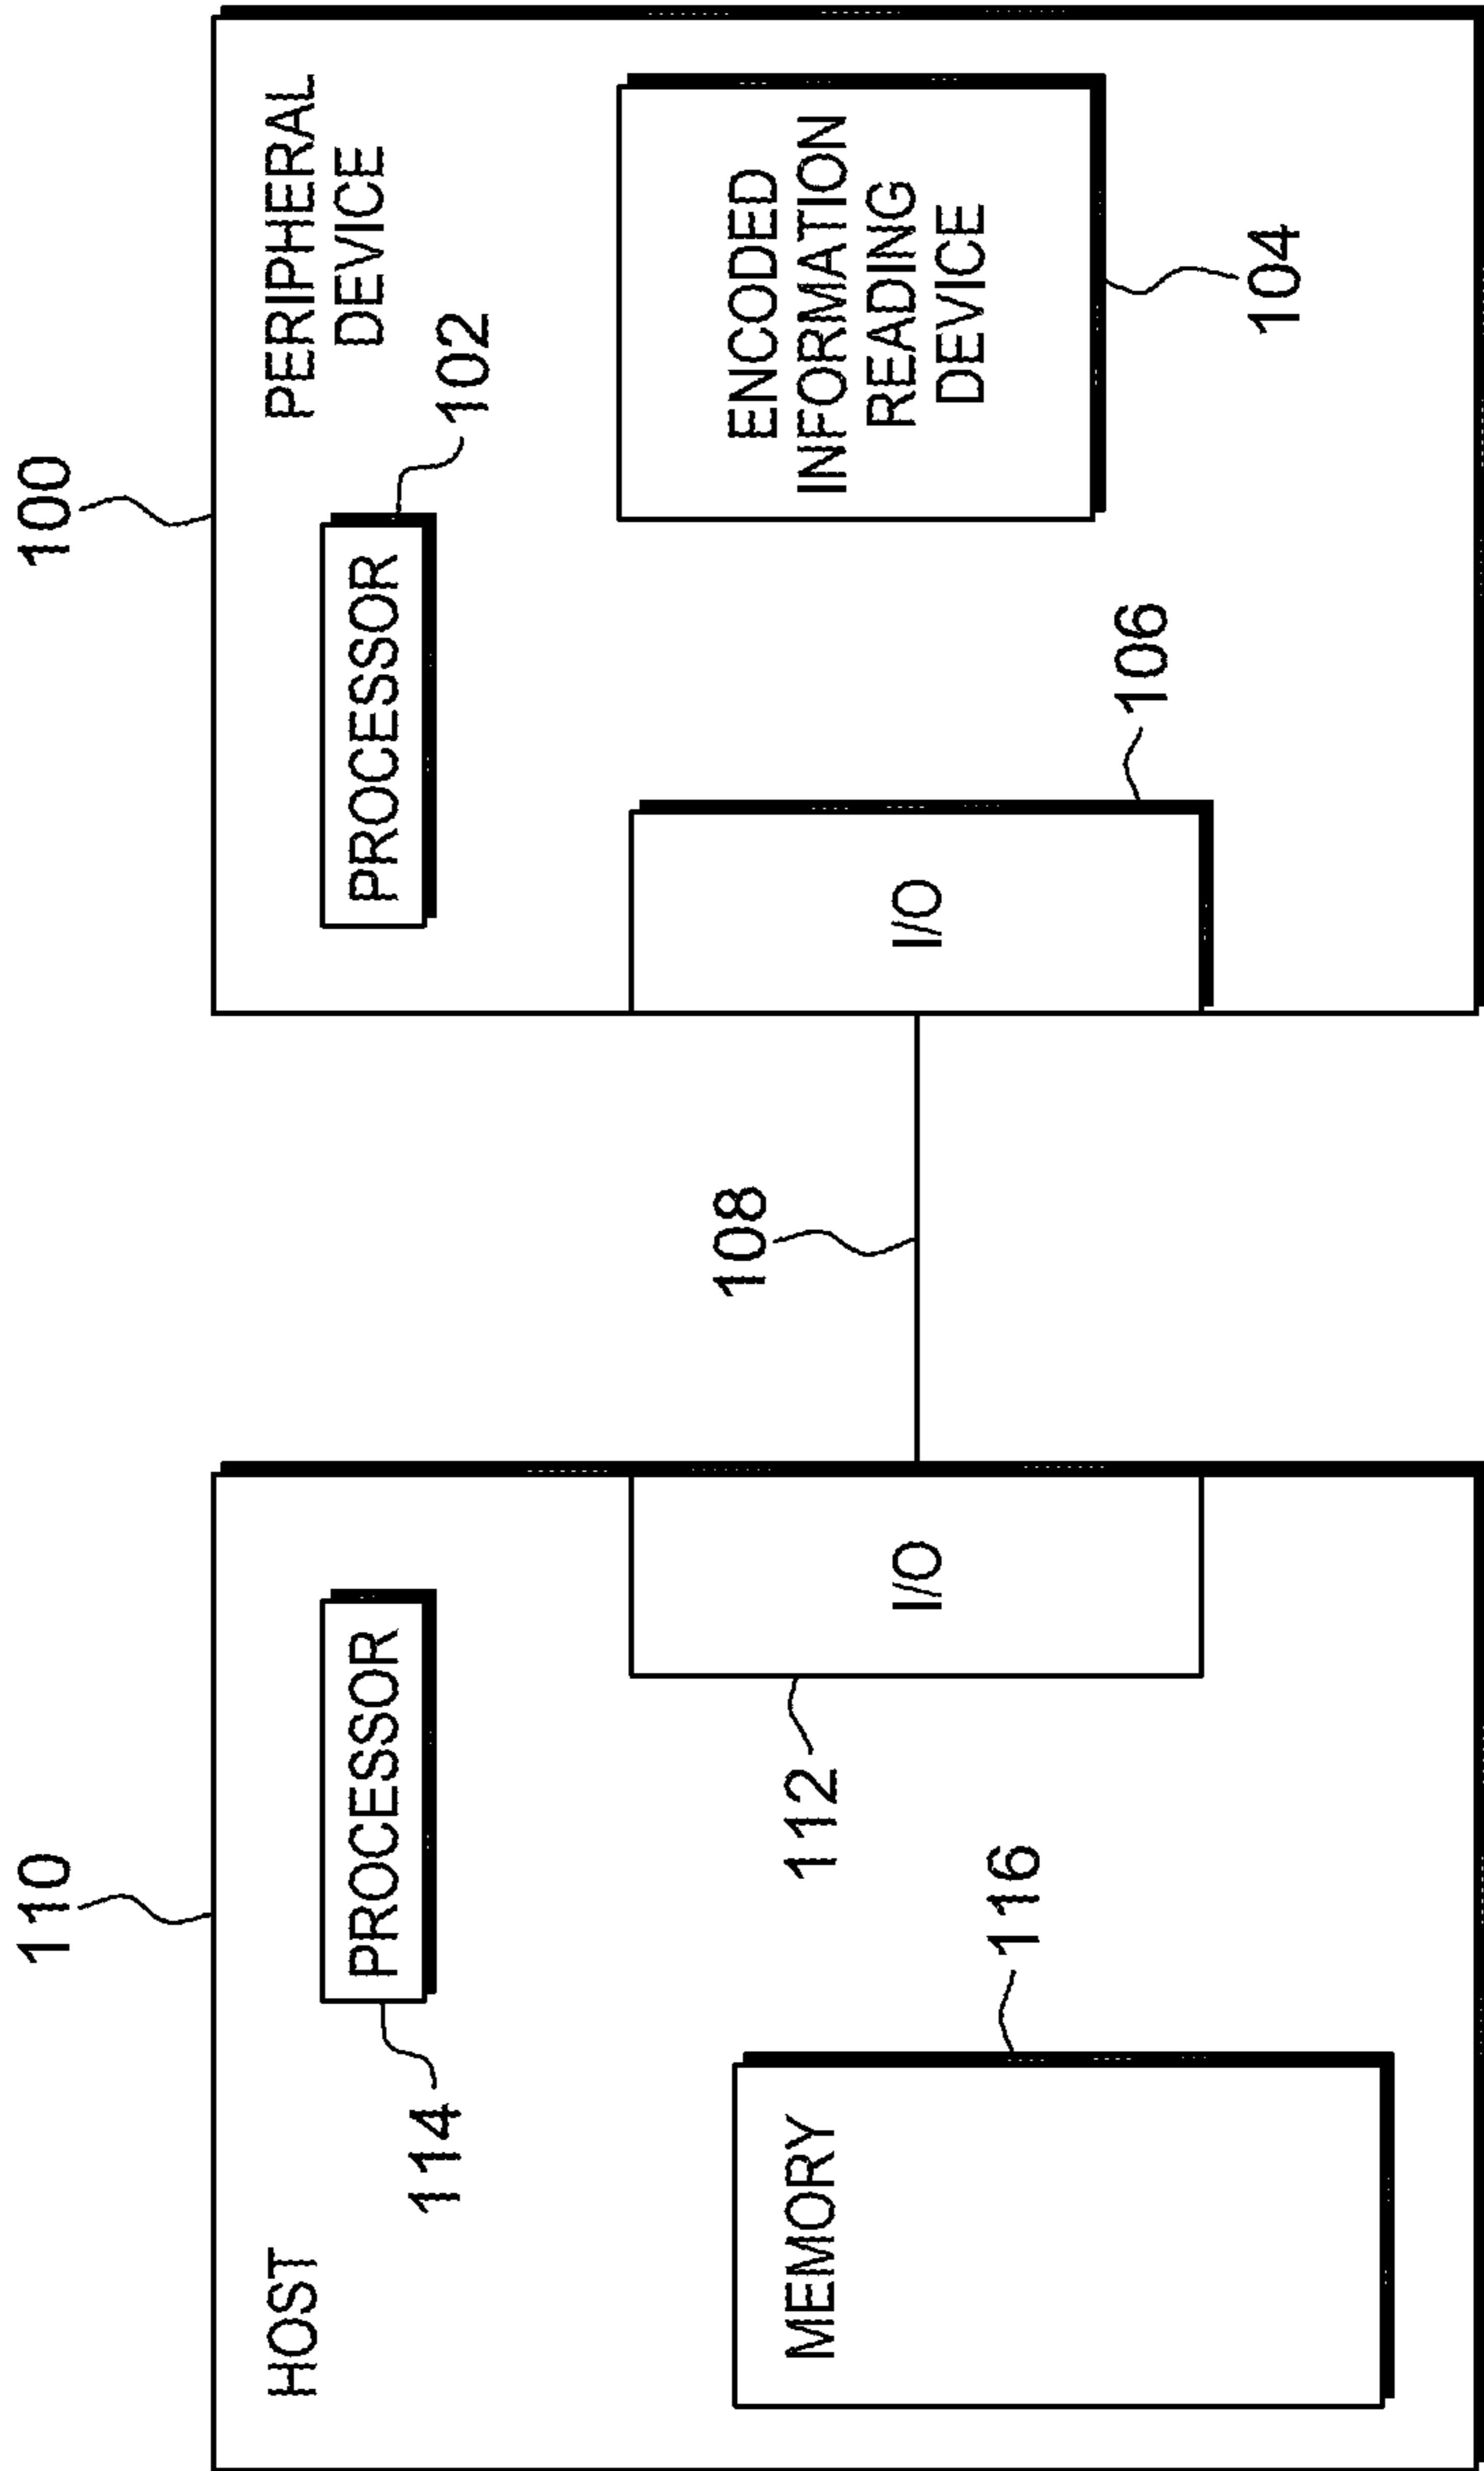 110
HOST
PROCESSOR
114
I/O
112
MEMORY
116
108
100
PERIPHERAL
DEVICE
PROCESSOR
102
ENCODED
INFORMATION
READING
DEVICE
104
I/O
106